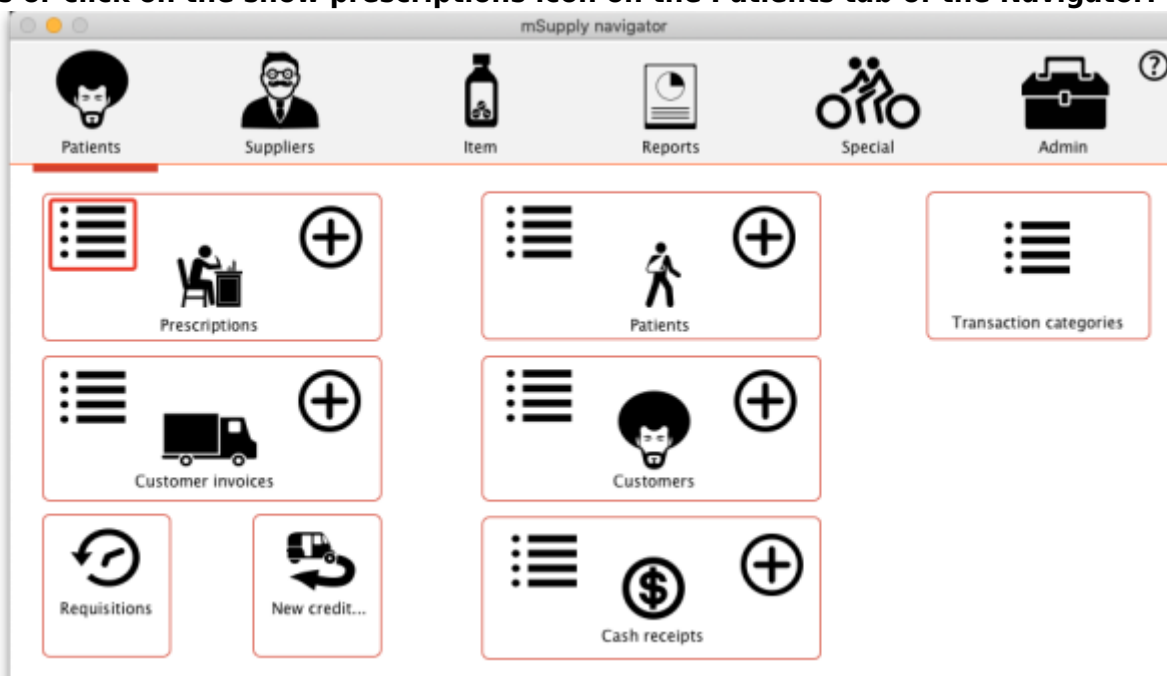 or click on the show prescriptions icon on the Patients tab of the Navigator.
mSupply navigator
Patients Suppliers Item Reports Special Admin ?
Prescriptions Patients Transaction categories
Customer invoices Customers
Requisitions New credit... Cash receipts